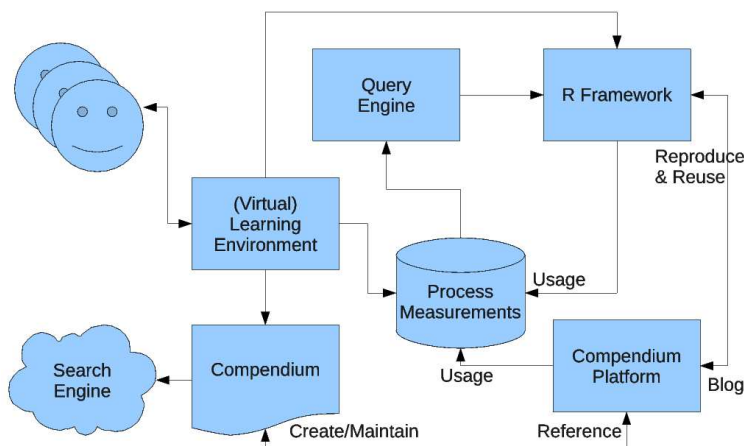 Query
Engine
R Framework
Reproduce
& Reuse
(Virtual)
Learning
Environment
Process
Measurements
Usage
Search
Engine
Compendium
Usage
Compendium
Platform
Blog
Create/Maintain
Reference